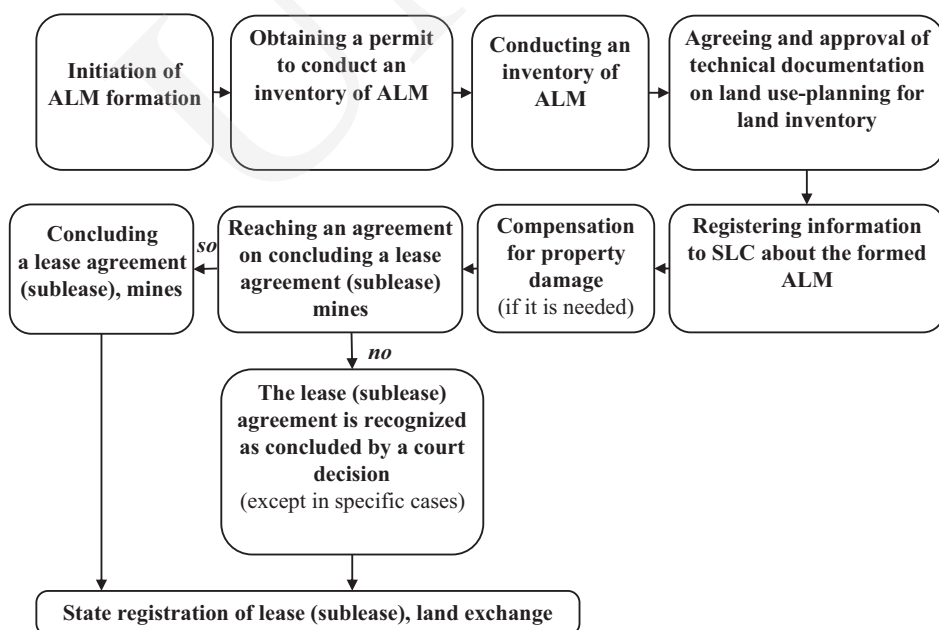 Initiation of
ALM formation
Obtaining a permit
to conduct an
inventory of ALM
Conducting an
inventory of
ALM
Agreeing and approval of
technical documentation
on land use-planning for
land inventory
Concluding
a lease agreement
(sublease), mines
so
Reaching an agreement
on concluding a lease
agreement (sublease)
mines
Compensation
for property
damage
(if it is needed)
Registering information
to SLC about the formed
ALM
no
The lease (sublease)
agreement is recognized
as concluded by a court
decision
(except in specific cases)
State registration of lease (sublease), land exchange